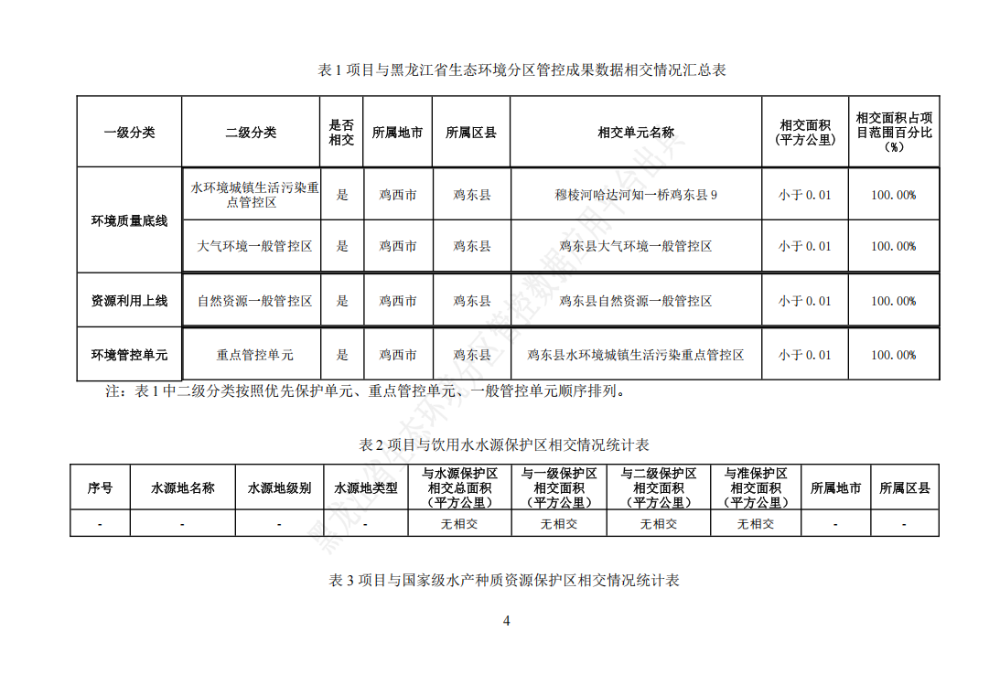 表 1 项目与黑龙江省生态环境分区管控成果数据相交情况汇总表
一级分类 二级分类 是否相交 所属地市 所属区县 相交单元名称 相交面积(平方公里) 相交面积占项目范围百分比（%）
环境质量底线 水环境城镇生活污染重点管控区 是 鸡西市 鸡东县 穆棱河哈达河知一桥鸡东县 9 小于 0.01 100.00%
大气环境一般管控区 是 鸡西市 鸡东县 鸡东县大气环境一般管控区 小于 0.01 100.00%
资源利用上线 自然资源一般管控区 是 鸡西市 鸡东县 鸡东县自然资源一般管控区 小于 0.01 100.00%
环境管控单元 重点管控单元 是 鸡西市 鸡东县 鸡东县水环境城镇生活污染重点管控区 小于 0.01 100.00%
注：表 1 中二级分类按照优先保护单元、重点管控单元、一般管控单元顺序排列。
表 2 项目与饮用水水源保护区相交情况统计表
序号 水源地名称 水源地级别 水源地类型 与水源保护区相交总面积（平方公里） 与一级保护区相交面积（平方公里） 与二级保护区相交面积（平方公里） 与准保护区相交面积（平方公里） 所属地市 所属区县
- - - - 无相交 无相交 无相交 无相交 - -
表 3 项目与国家级水产种质资源保护区相交情况统计表
4
黑龙江省生态环境分区管控数据应用平台出具